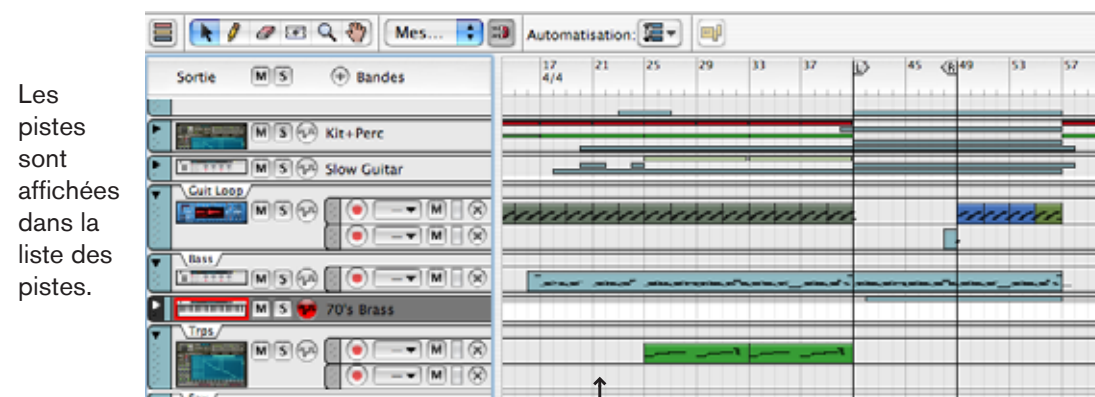 Les
pistes
sont
affichées
dans la
liste des
pistes.
Mes... Automatisation:
Sortie M S Bandes
17 21 25 29 33 37 L 45 R 49 53 57
4/4
M S Kit+Perc
M S Slow Guitar
Guit Loop
M S M
M
Bass
M S M
M S 70's Brass
Trps
M S M
M